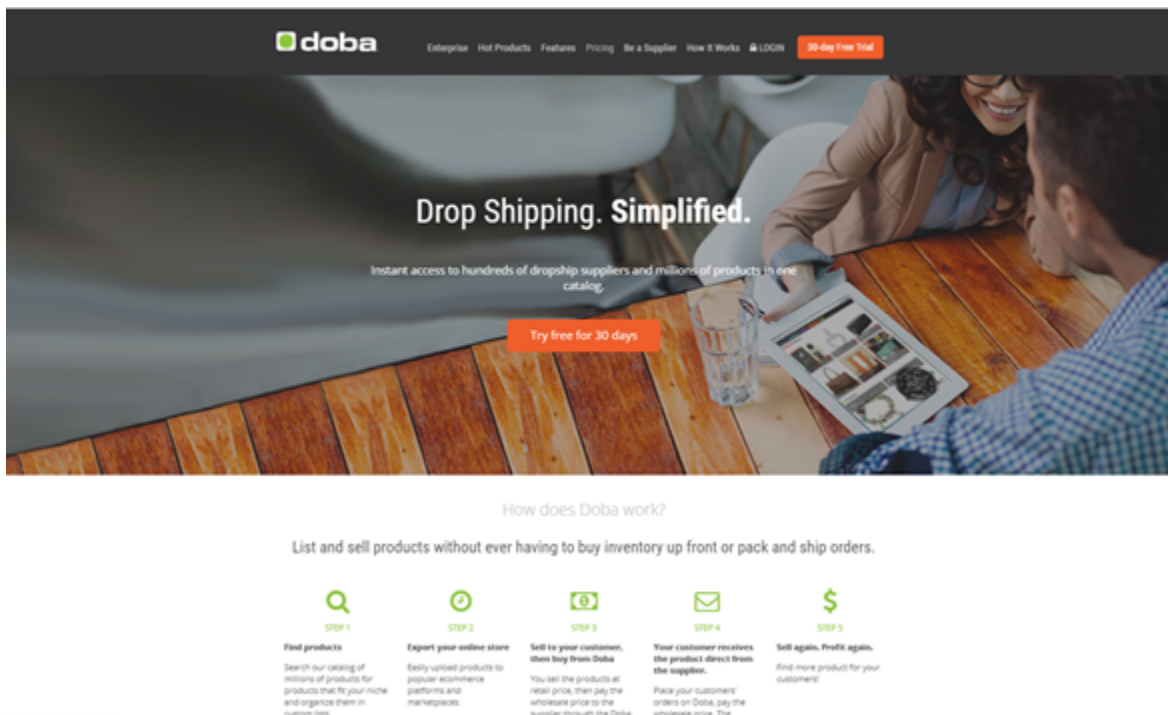 doba
Enterprise Hot Products Features Pricing Be a Supplier How It Works LOGIN 30-day Free Trial
Drop Shipping. Simplified.
Instant access to hundreds of dropship suppliers and millions of products in one
catalog.
Try free for 30 days
How does Doba work?
List and sell products without ever having to buy inventory up front or pack and ship orders.
STEP 1
Find products
Search our catalog of
millions of products for
products that fit your niche
and organize them in
custom lists.
STEP 2
Export your online store
Easily upload products to
popular ecommerce
platforms and
marketplaces.
STEP 3
Sell to your customer,
then buy from Doba
You sell the products at
retail price, then pay the
wholesale price to the
supplier through the Doba
STEP 4
Your customer receives
the product direct from
the supplier.
Place your customers'
orders on Doba, pay the
wholesale price. The
STEP 5
Sell again. Profit again.
Find more product for your
customers!